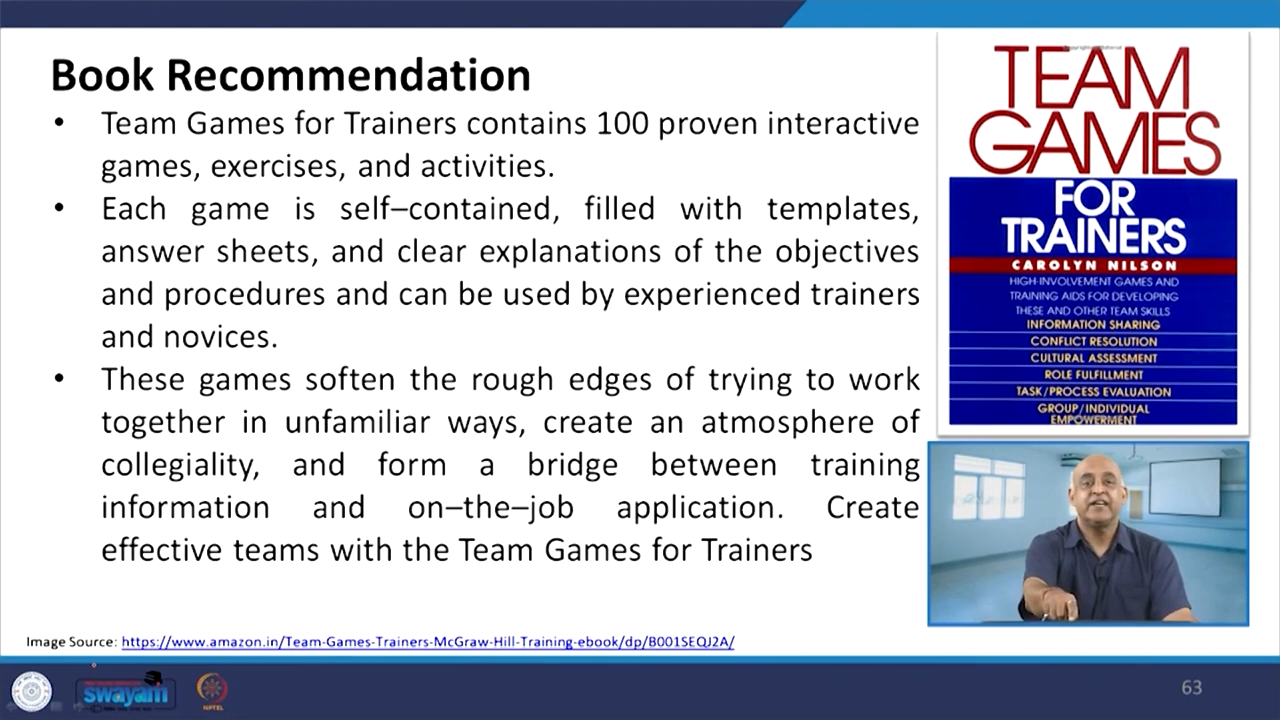 Book Recommendation
• Team Games for Trainers contains 100 proven interactive
games, exercises, and activities.
• Each game is self–contained, filled with templates,
answer sheets, and clear explanations of the objectives
and procedures and can be used by experienced trainers
and novices.
• These games soften the rough edges of trying to work
together in unfamiliar ways, create an atmosphere of
collegiality, and form a bridge between training
information and on–the–job application. Create
effective teams with the Team Games for Trainers
TEAM
GAMES
FOR
TRAINERS
CAROLYN NILSON
HIGH-INVOLVEMENT GAMES AND
TRAINING AIDS FOR DEVELOPING
THESE AND OTHER TEAM SKILLS
INFORMATION SHARING
CONFLICT RESOLUTION
CULTURAL ASSESSMENT
ROLE FULFILLMENT
TASK/PROCESS EVALUATION
GROUP/INDIVIDUAL
EMPOWERMENT
Image Source: https://www.amazon.in/Team-Games-Trainers-McGraw-Hill-Training-ebook/dp/B001SEQJ2A/
swayam
NPTEL
63